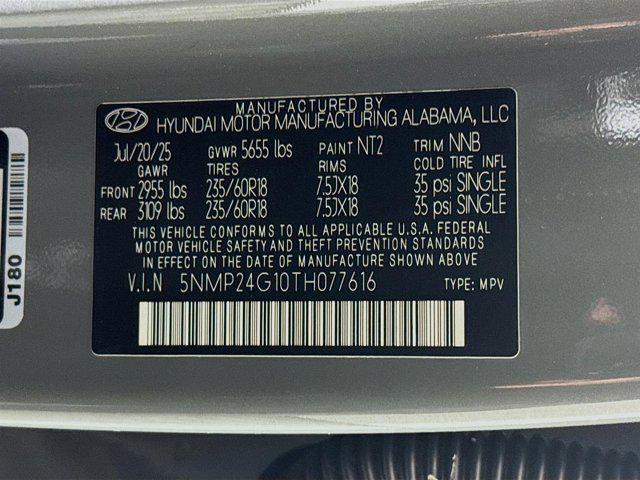 MANUFACTURED BY
HYUNDAI MOTOR MANUFACTURING ALABAMA, LLC
Jul/20/25 GVWR 5655 lbs PAINT NT2 TRIM NNB
GAWR TIRES RIMS COLD TIRE INFL
FRONT 2955 lbs 235/60R18 7.5JX18 35 psi SINGLE
REAR 3109 lbs 235/60R18 7.5JX18 35 psi SINGLE
THIS VEHICLE CONFORMS TO ALL APPLICABLE U.S.A. FEDERAL
MOTOR VEHICLE SAFETY AND THEFT PREVENTION STANDARDS
IN EFFECT ON THE DATE OF MANUFACTURE SHOWN ABOVE
V.I.N 5NMP24G10TH077616 TYPE: MPV
J180